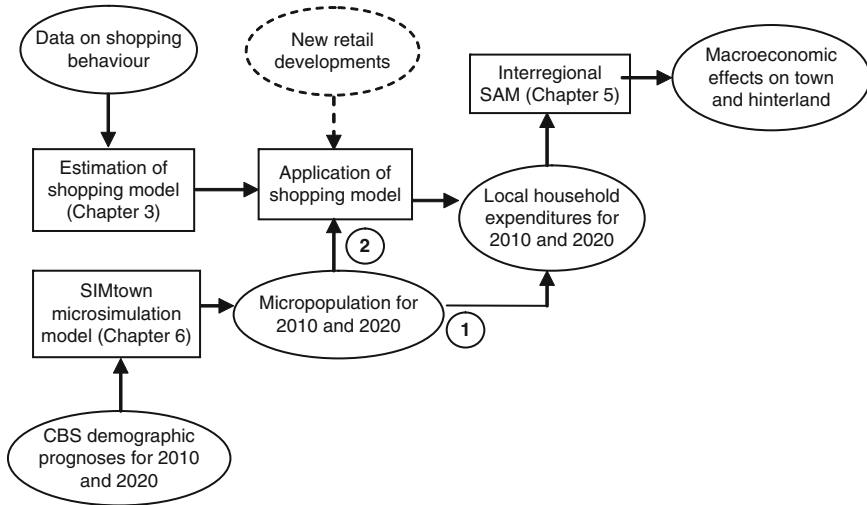 Data on shopping
behaviour
New retail
developments
Interregional
SAM (Chapter 5)
Macroeconomic
effects on town
and hinterland
Estimation of
shopping model
(Chapter 3)
Application of
shopping model
Local household
expenditures for
2010 and 2020
2
SIMtown
microsimulation
model (Chapter 6)
Micropopulation for
2010 and 2020
1
CBS demographic
prognoses for 2010
and 2020